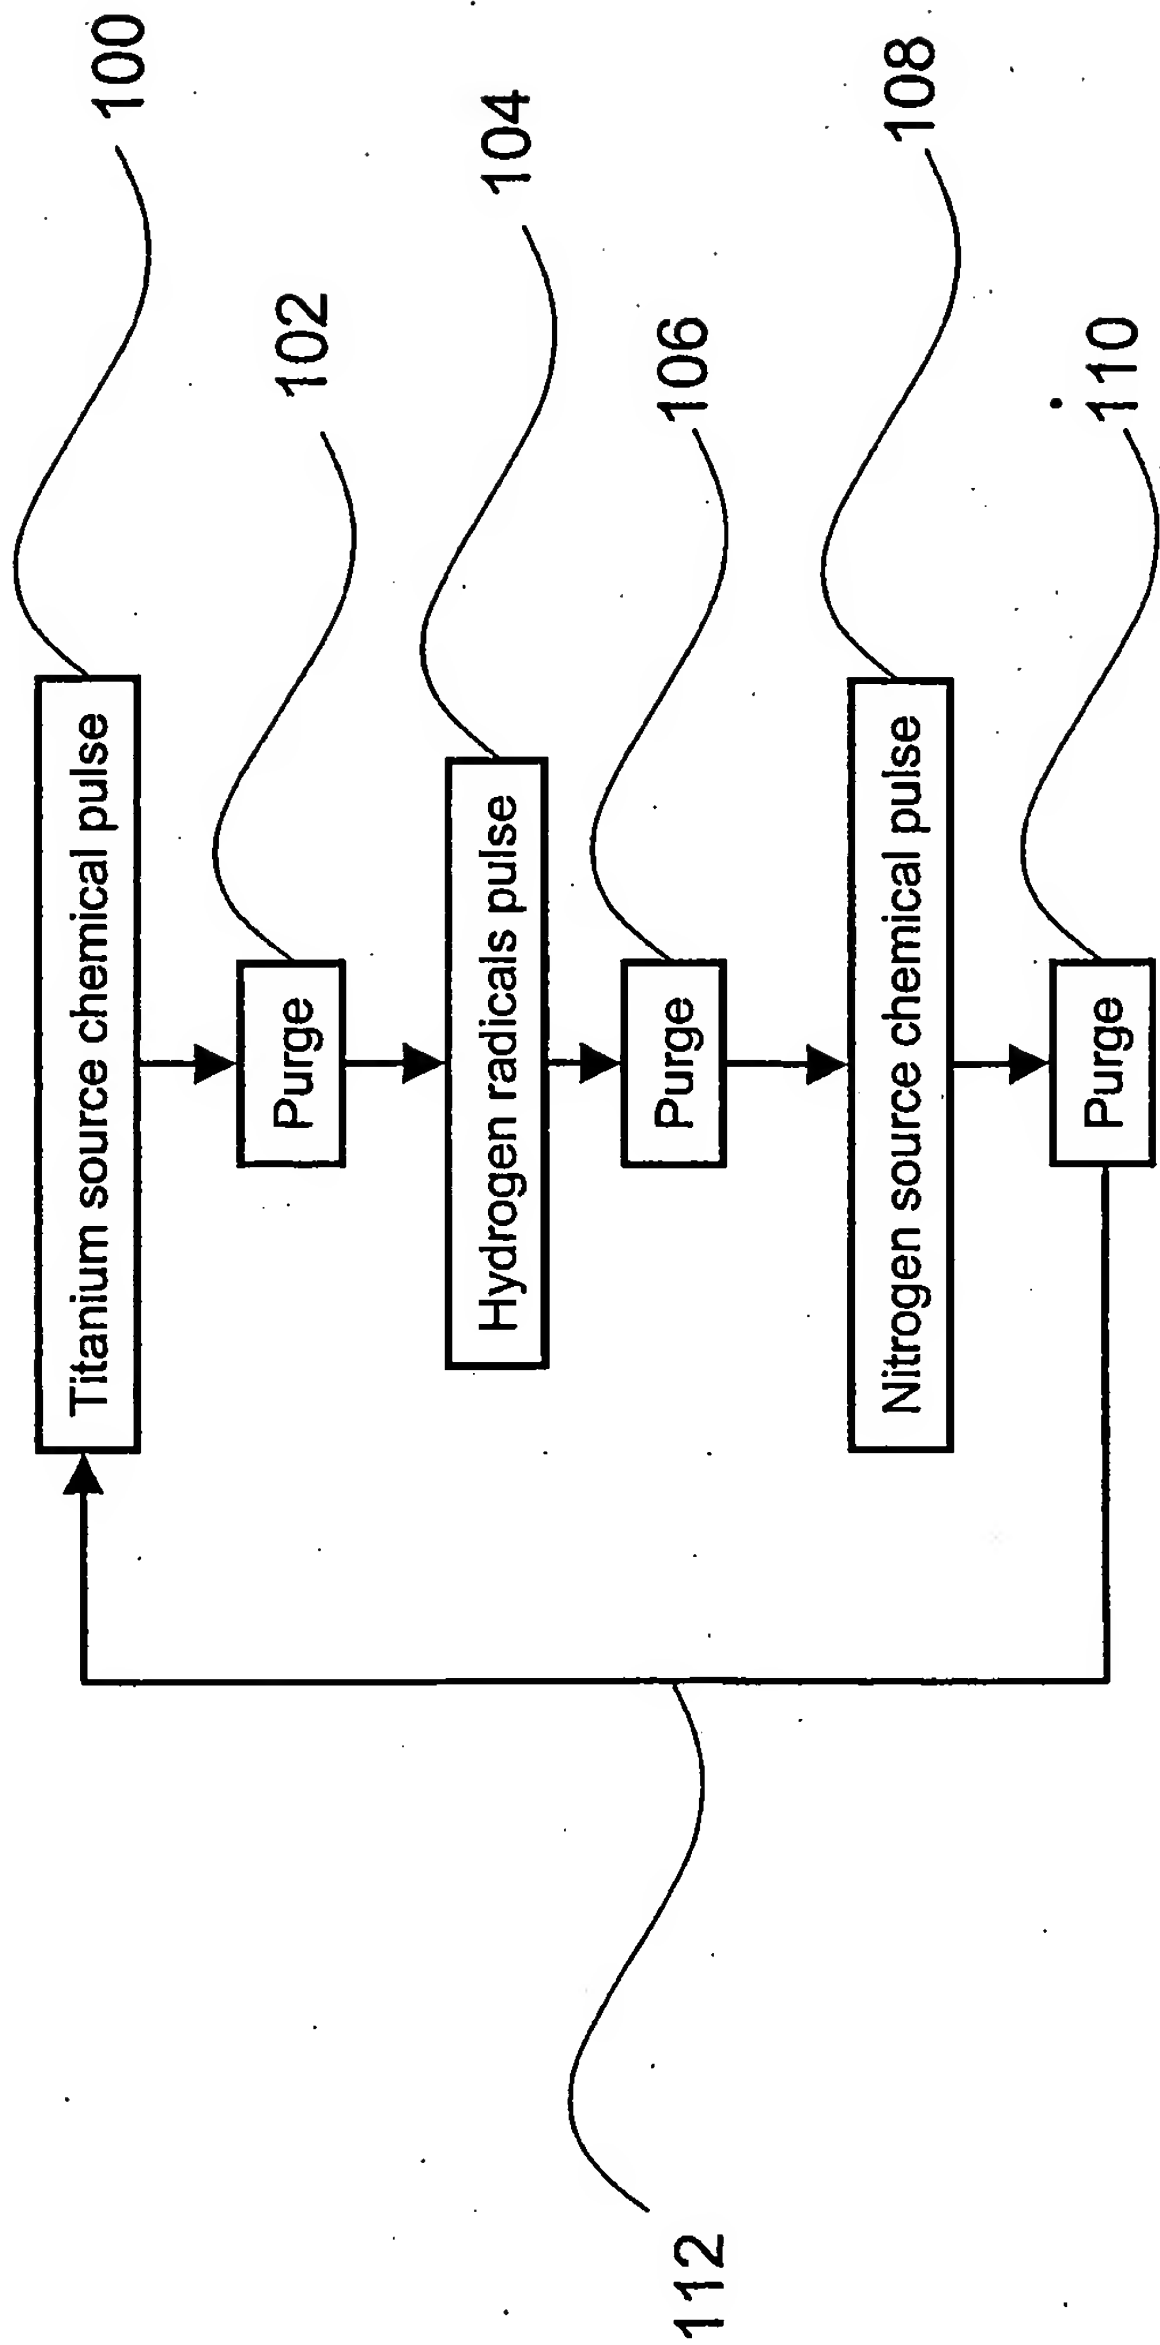 Titanium source chemical pulse
100
Purge
102
Hydrogen radicals pulse
104
Purge
106
Nitrogen source chemical pulse
108
Purge
110
112